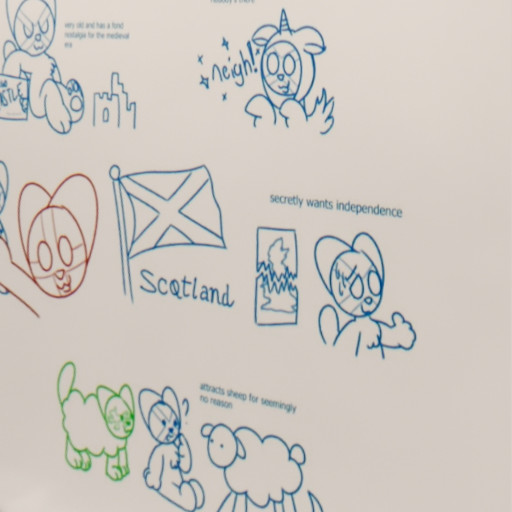 very old and has a fond
nostalgia for the medieval
era
neigh!
Scotland
secretly wants independence
attracts sheep for seemingly
no reason
?